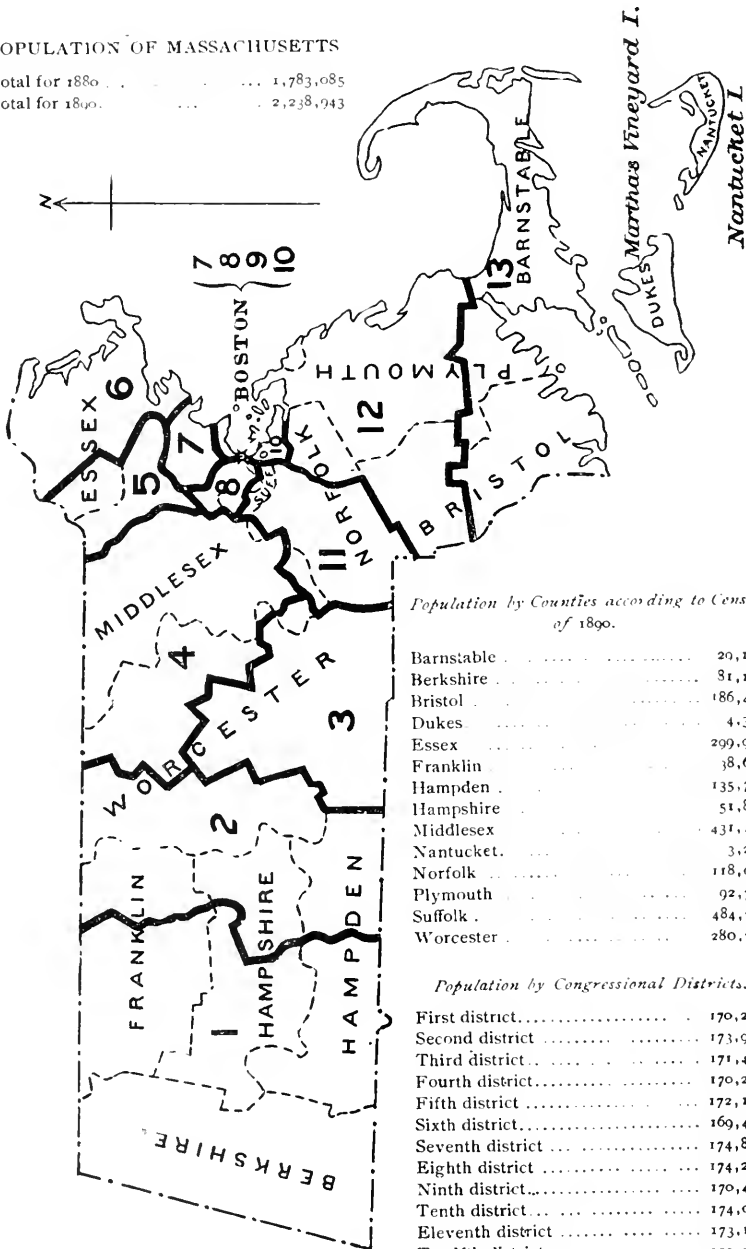 OPULATION OF MASSACHUSETTS
otal for 1880 . . . ... 1,783,085
otal for 1890. ... . 2,238,943
N
Martha's Vineyard I.
Nantucket I.
NANTUCKET
DUKES
BARNSTABLE
13
7
8
9
10
BOSTON
ESSEX
6
5
7
8
SUFFOLK
10
PLYMOUTH
12
NORFOLK
11
BRISTOL
MIDDLESEX
4
WORCESTER
3
2
FRANKLIN
HAMPSHIRE
HAMPDEN
1
BERKSHIRE
Population by Counties according to Cens
of 1890.
Barnstable . . . . . . 29,1
Berkshire . . . . . . 81,1
Bristol . . . . . . 186,4
Dukes . . . . 4,3
Essex . . . . 299,9
Franklin . . . 38,6
Hampden . . . . 135,7
Hampshire . . . 51,8
Middlesex . . . 431,
Nantucket. . . . 3,2
Norfolk . . . . . 118,
Plymouth . . . . . 92,7
Suffolk . . . . . 484,
Worcester . . . . . 280,
Population by Congressional Districts.
First district. . . . . . 170,2
Second district . . . . . . 173,9
Third district. . . . . . 171,4
Fourth district. . . . . . 170,2
Fifth district . . . . . . 172,1
Sixth district. . . . . . 169,4
Seventh district . . . . . . 174,8
Eighth district . . . . . . 174,2
Ninth district. . . . . . 170,4
Tenth district. . . . . . 174,
Eleventh district . . . . . . 173,1